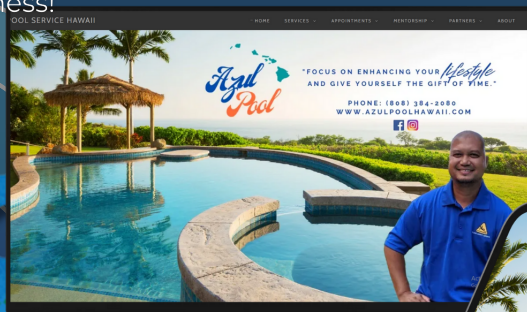 ness!
POOL SERVICE HAWAII
HOME SERVICES APPOINTMENTS MENTORSHIP PARTNERS ABOUT
Azul
Pool
"FOCUS ON ENHANCING YOUR lifestyle
AND GIVE YOURSELF THE GIFT OF TIME."
PHONE: (808) 384-2080
WWW.AZULPOOLHAWAII.COM